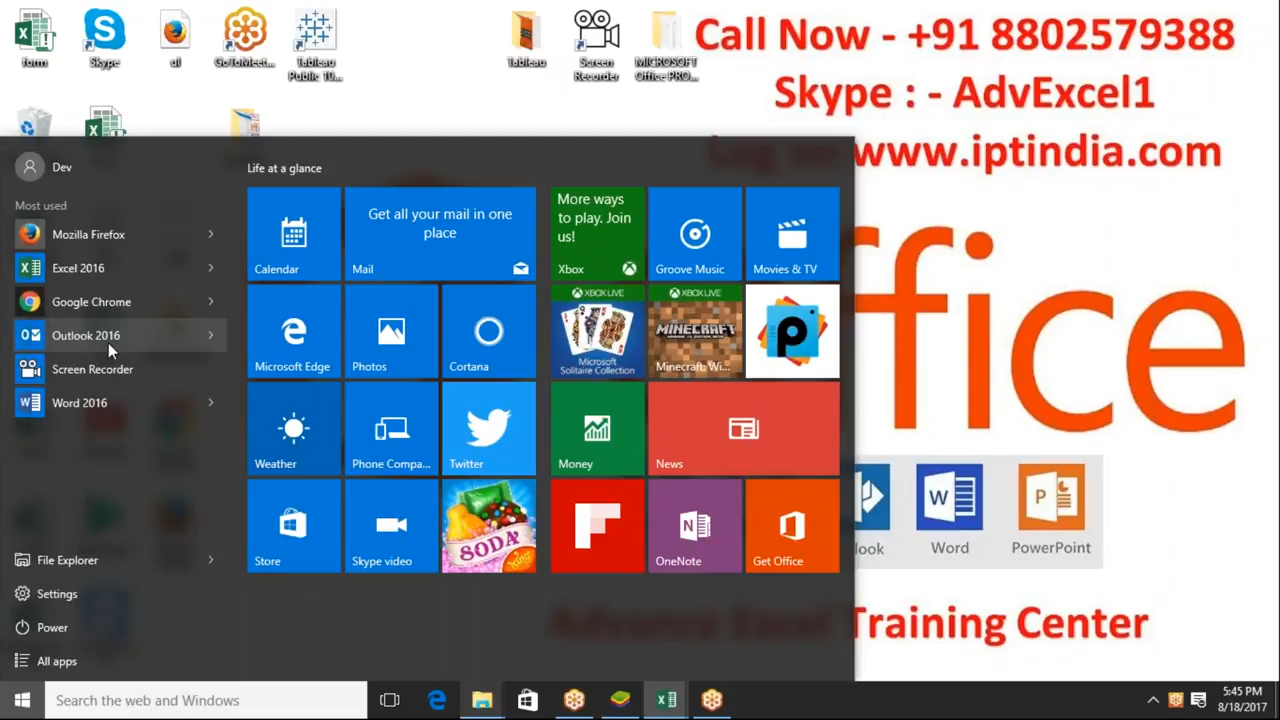 Call Now - +91 8802579388
Skype : - AdvExcel1
www.iptindia.com
form
Skype
ul
GoToMeet...
Tableau
Public 10...
Tableau
Screen
Recorder
MICROSOFT
Office PRO...
Dev
Most used
Mozilla Firefox
Excel 2016
Google Chrome
Outlook 2016
Screen Recorder
Word 2016
File Explorer
Settings
Power
All apps
Life at a glance
Calendar
Get all your mail in one
place
Mail
More ways
to play. Join
us!
Xbox
Groove Music
Movies & TV
Microsoft Edge
Photos
Cortana
XBOX LIVE
Microsoft
Solitaire Collection
XBOX LIVE
MINECRAFT
Minecraft: Wi...
Weather
Phone Compa...
Twitter
Money
News
Store
Skype video
SODA
OneNote
Get Office
ffice
look
Word
PowerPoint
Advance Excel Training Center
Search the web and Windows
5:45 PM
8/18/2017